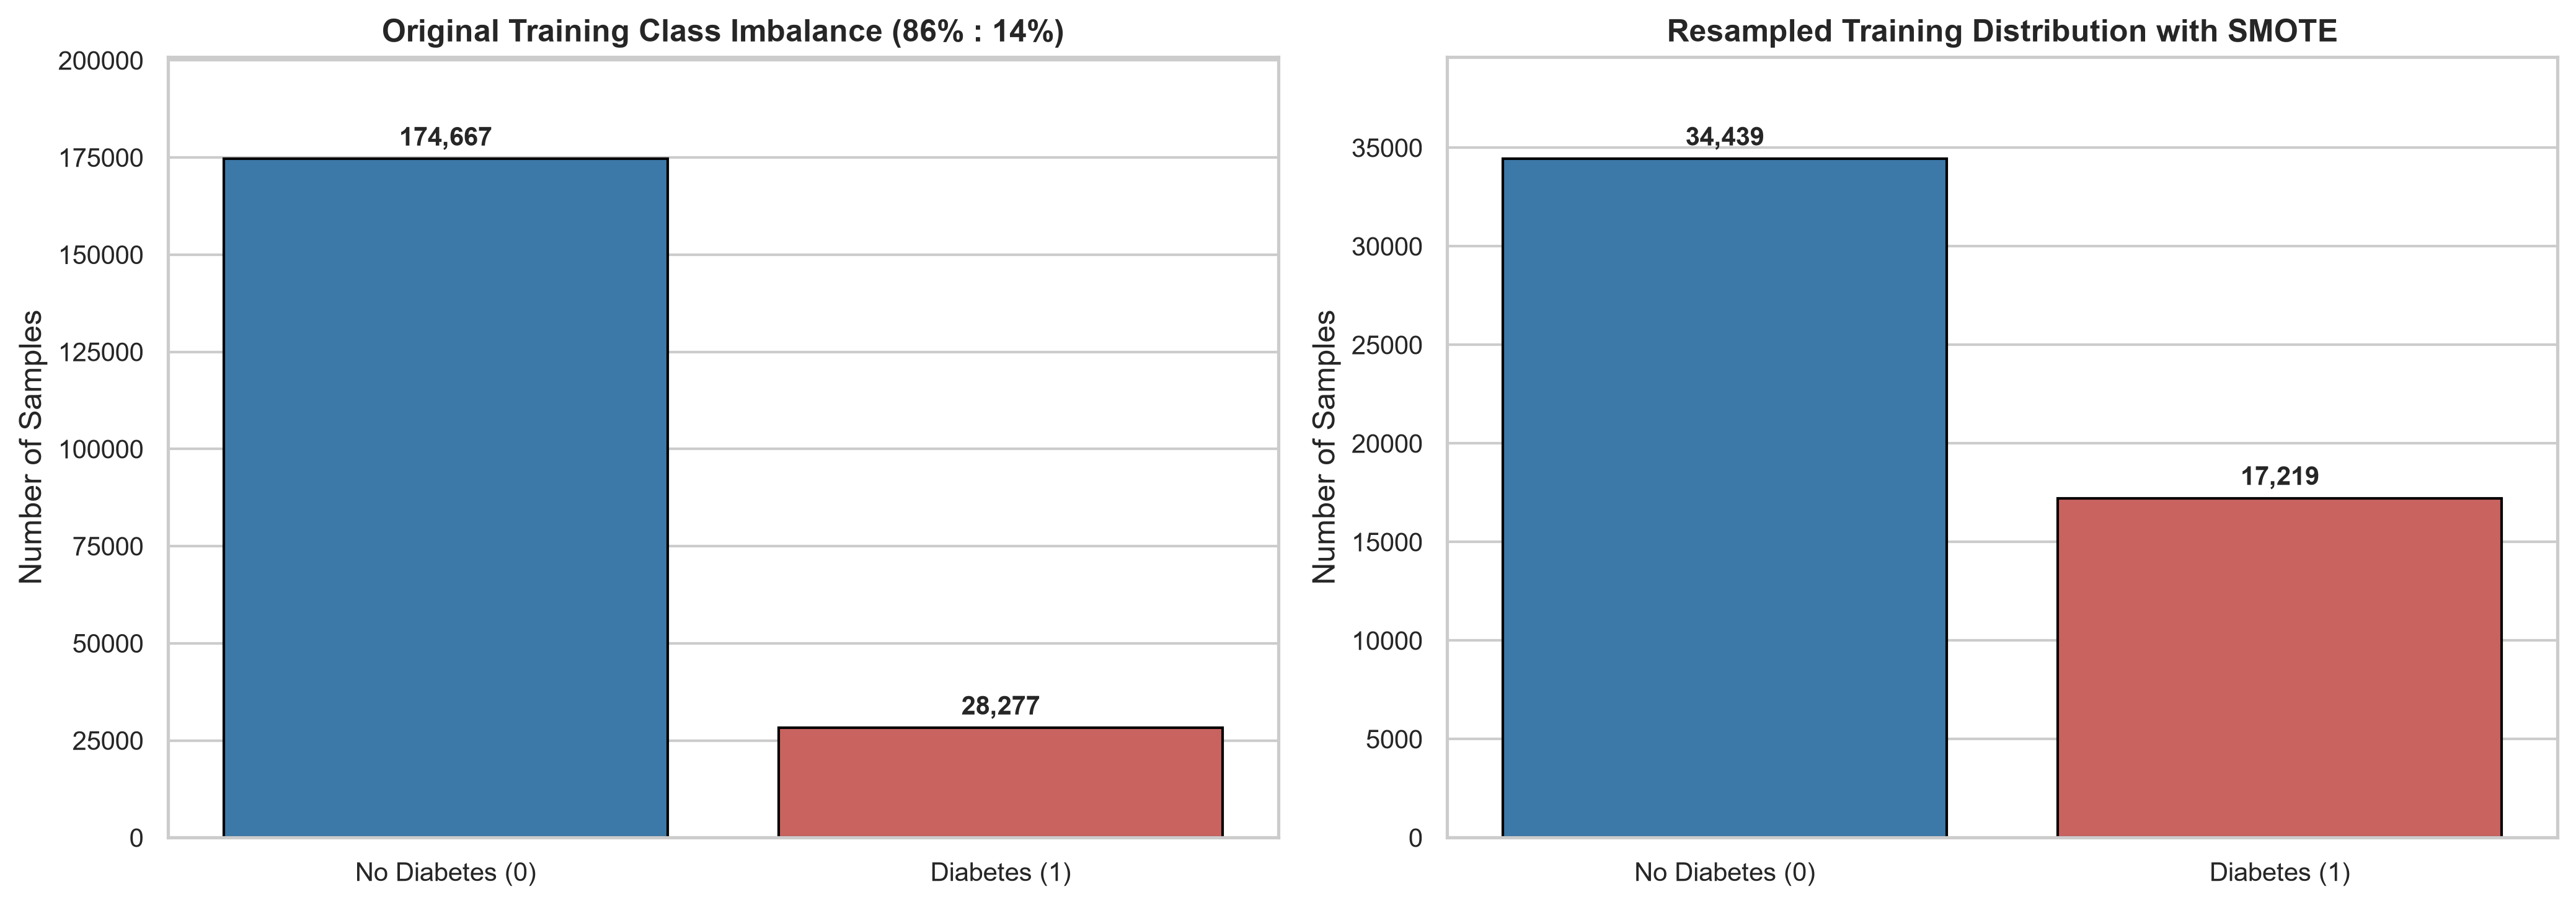 Original Training Class Imbalance (86% : 14%)
200000
175000
150000
125000
100000
75000
50000
25000
0
Number of Samples
174,667
28,277
No Diabetes (0)
Diabetes (1)
Resampled Training Distribution with SMOTE
35000
30000
25000
20000
15000
10000
5000
0
Number of Samples
34,439
17,219
No Diabetes (0)
Diabetes (1)